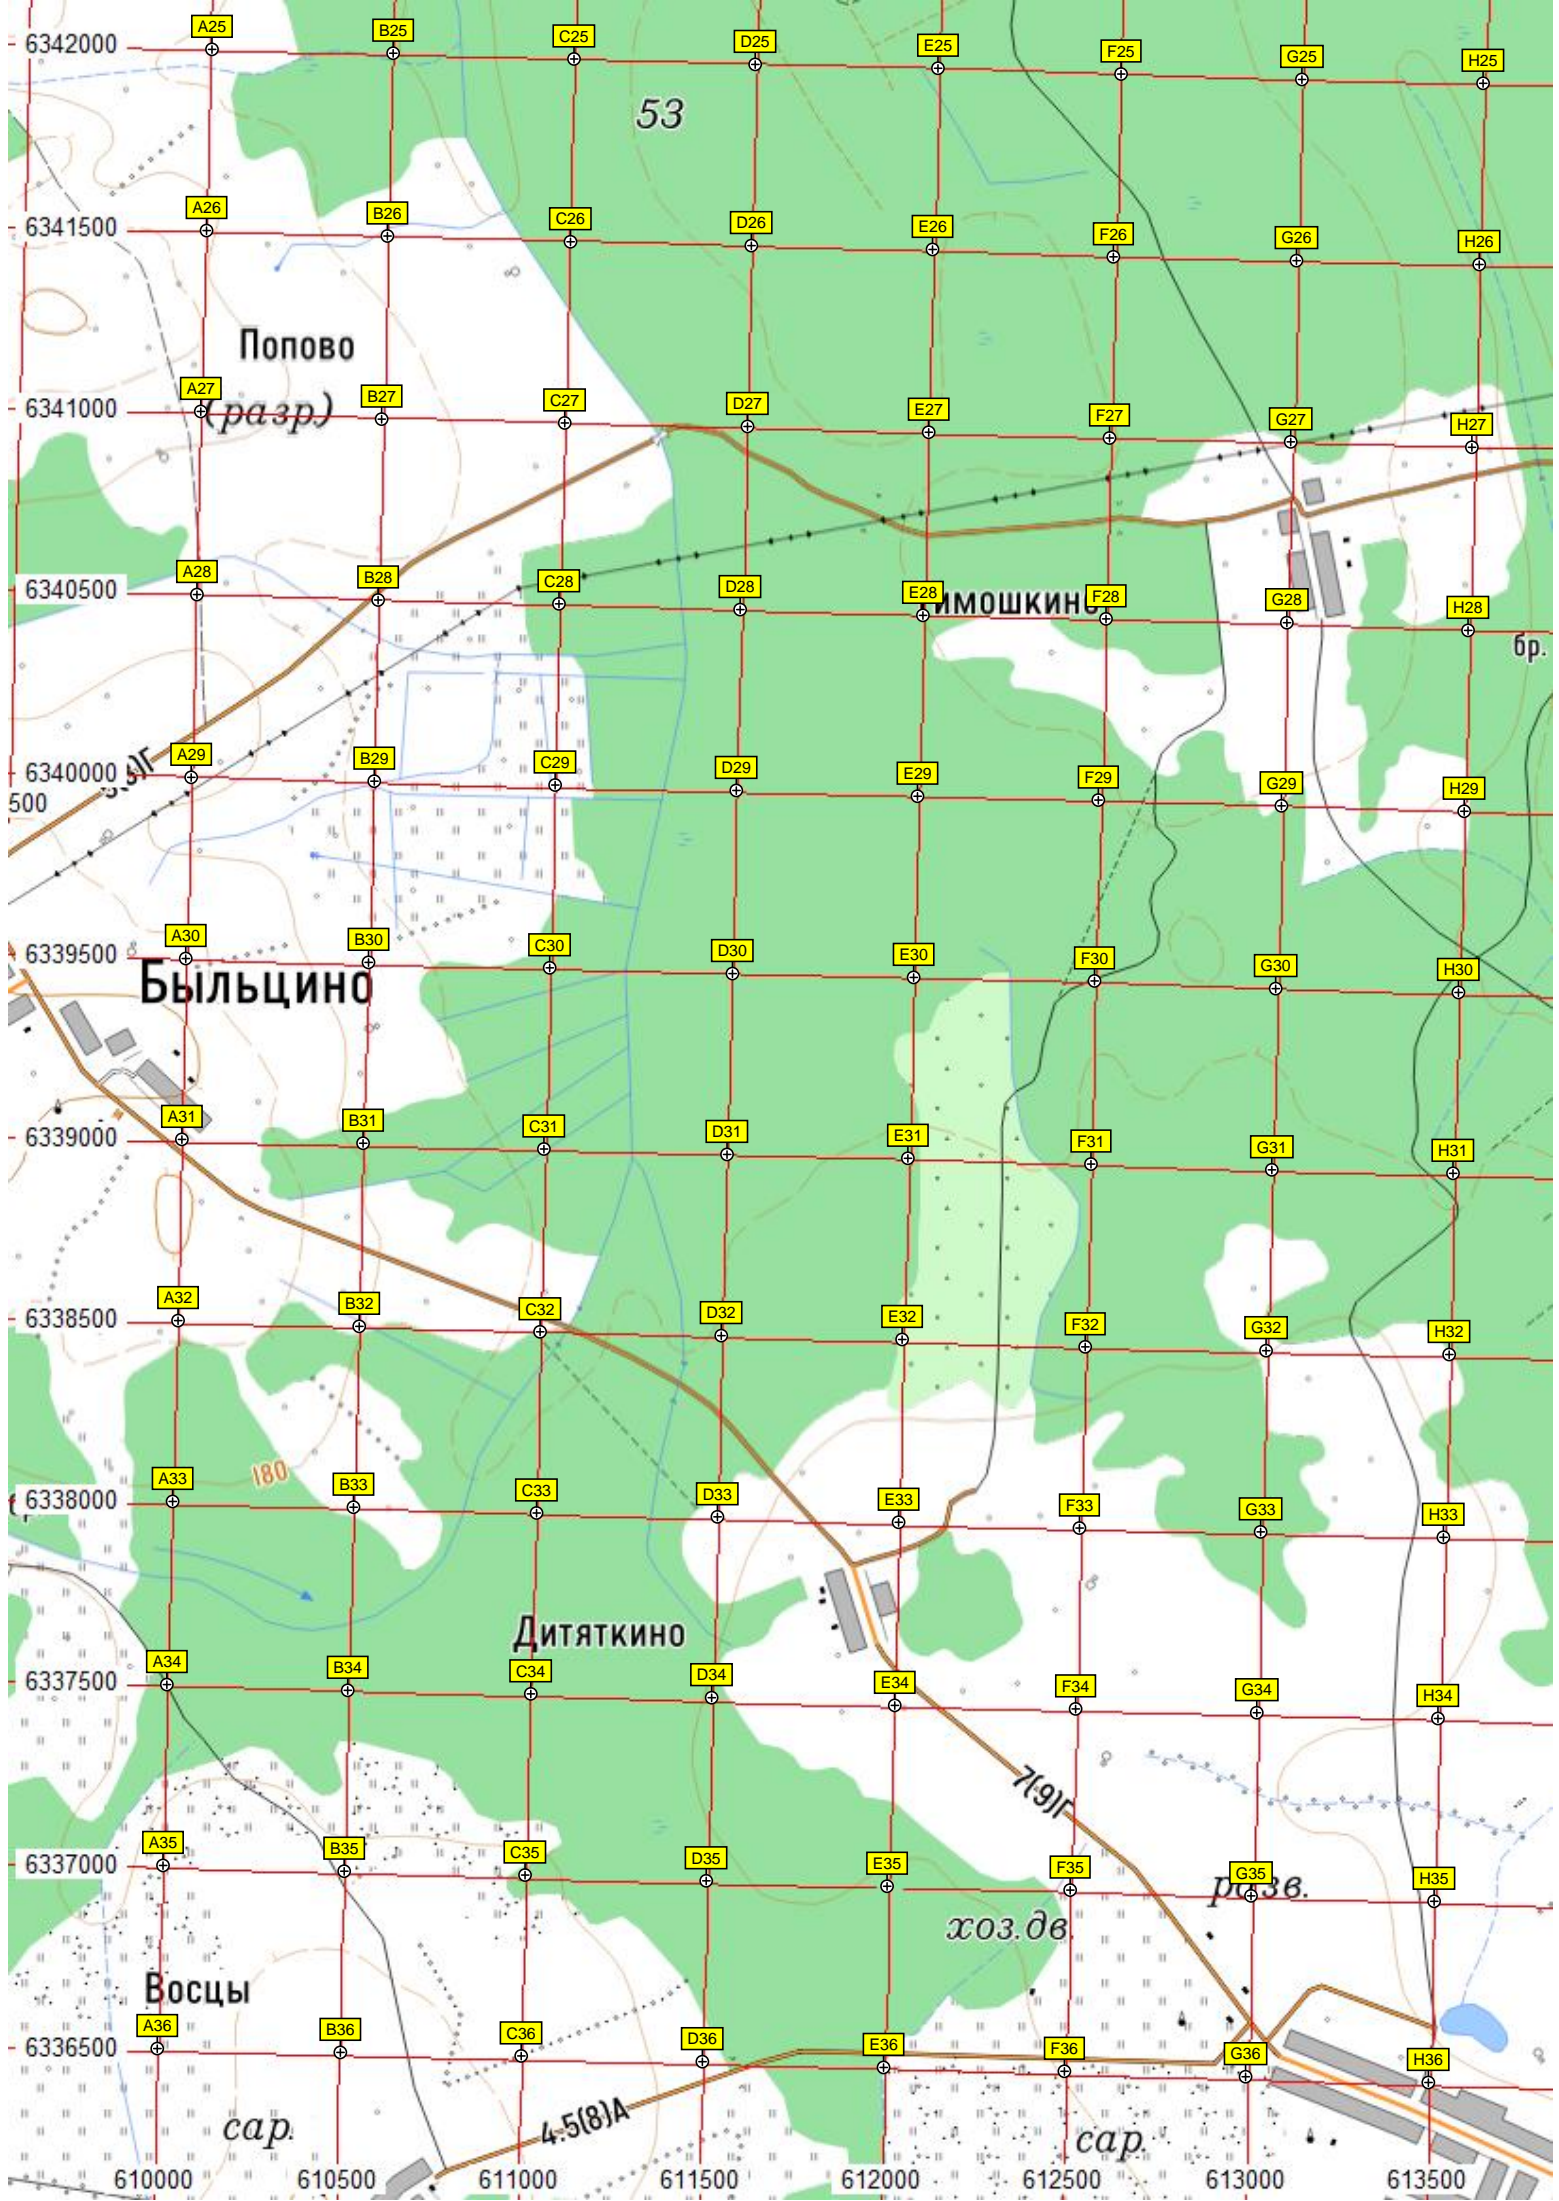 A25 B25 C25 D25 E25 F25 G25 H25
6342000
53
A26 B26 C26 D26 E26 F26 G26 H26
6341500
Попово
A27 B27 C27 D27 E27 F27 G27 H27
6341000
(разр.)
A28 B28 C28 D28 E28 F28 G28 H28
6340500
имошкино
бр.
A29 B29 C29 D29 E29 F29 G29 H29
6340000
500
A30 B30 C30 D30 E30 F30 G30 H30
6339500
Быльцино
A31 B31 C31 D31 E31 F31 G31 H31
6339000
A32 B32 C32 D32 E32 F32 G32 H32
6338500
180
A33 B33 C33 D33 E33 F33 G33 H33
6338000
Дитяткино
A34 B34 C34 D34 E34 F34 G34 H34
6337500
7(9)Г
A35 B35 C35 D35 E35 F35 G35 H35
6337000
разв.
хоз.дв.
Восцы
A36 B36 C36 D36 E36 F36 G36 H36
6336500
4.5(8)А
сар.
сар.
610000 610500 611000 611500 612000 612500 613000 613500